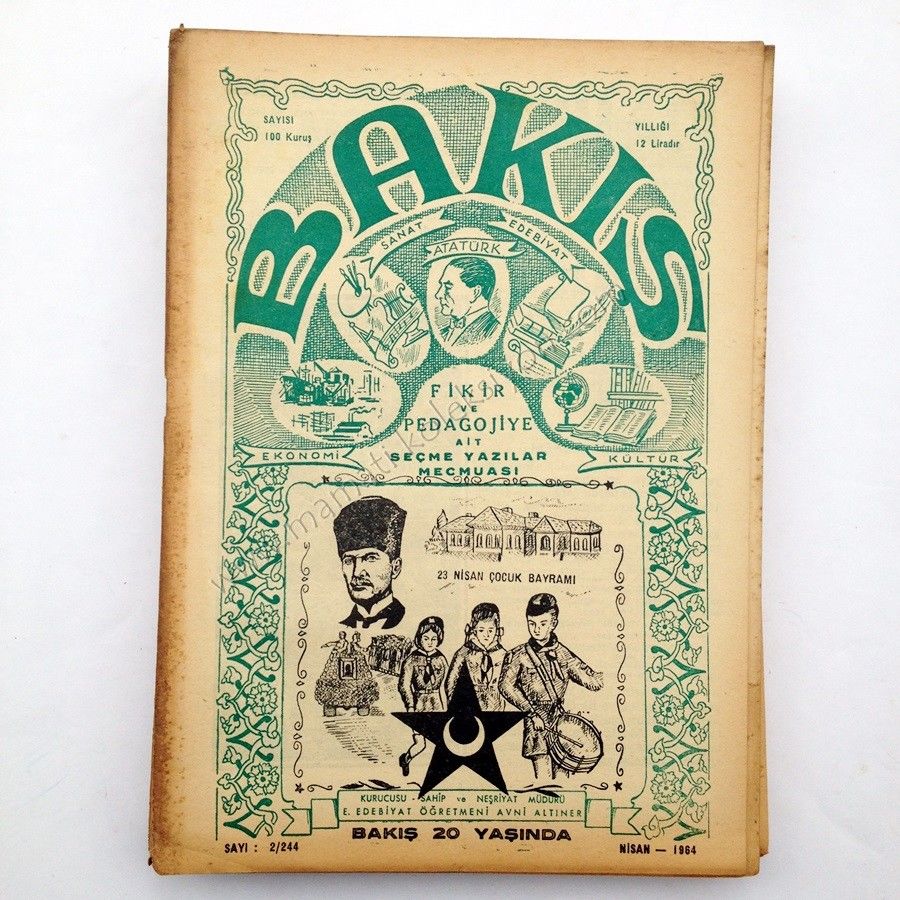 SAYISI
100 Kuruş
YILLIĞI
12 Liradır
BAKIŞ
SANAT
EDEBİYAT
ATATÜRK
FİKİR
VE
PEDAGOJİYE
AİT
SEÇME YAZILAR
MECMUASI
EKONOMİ
KÜLTÜR
23 NİSAN ÇOCUK BAYRAMI
KURUCUSU - SAHİP ve NEŞRİYAT MÜDÜRÜ
E. EDEBİYAT ÖĞRETMENİ AVNİ ALTINER
BAKIŞ 20 YAŞINDA
SAYI : 2/244
NİSAN — 1964